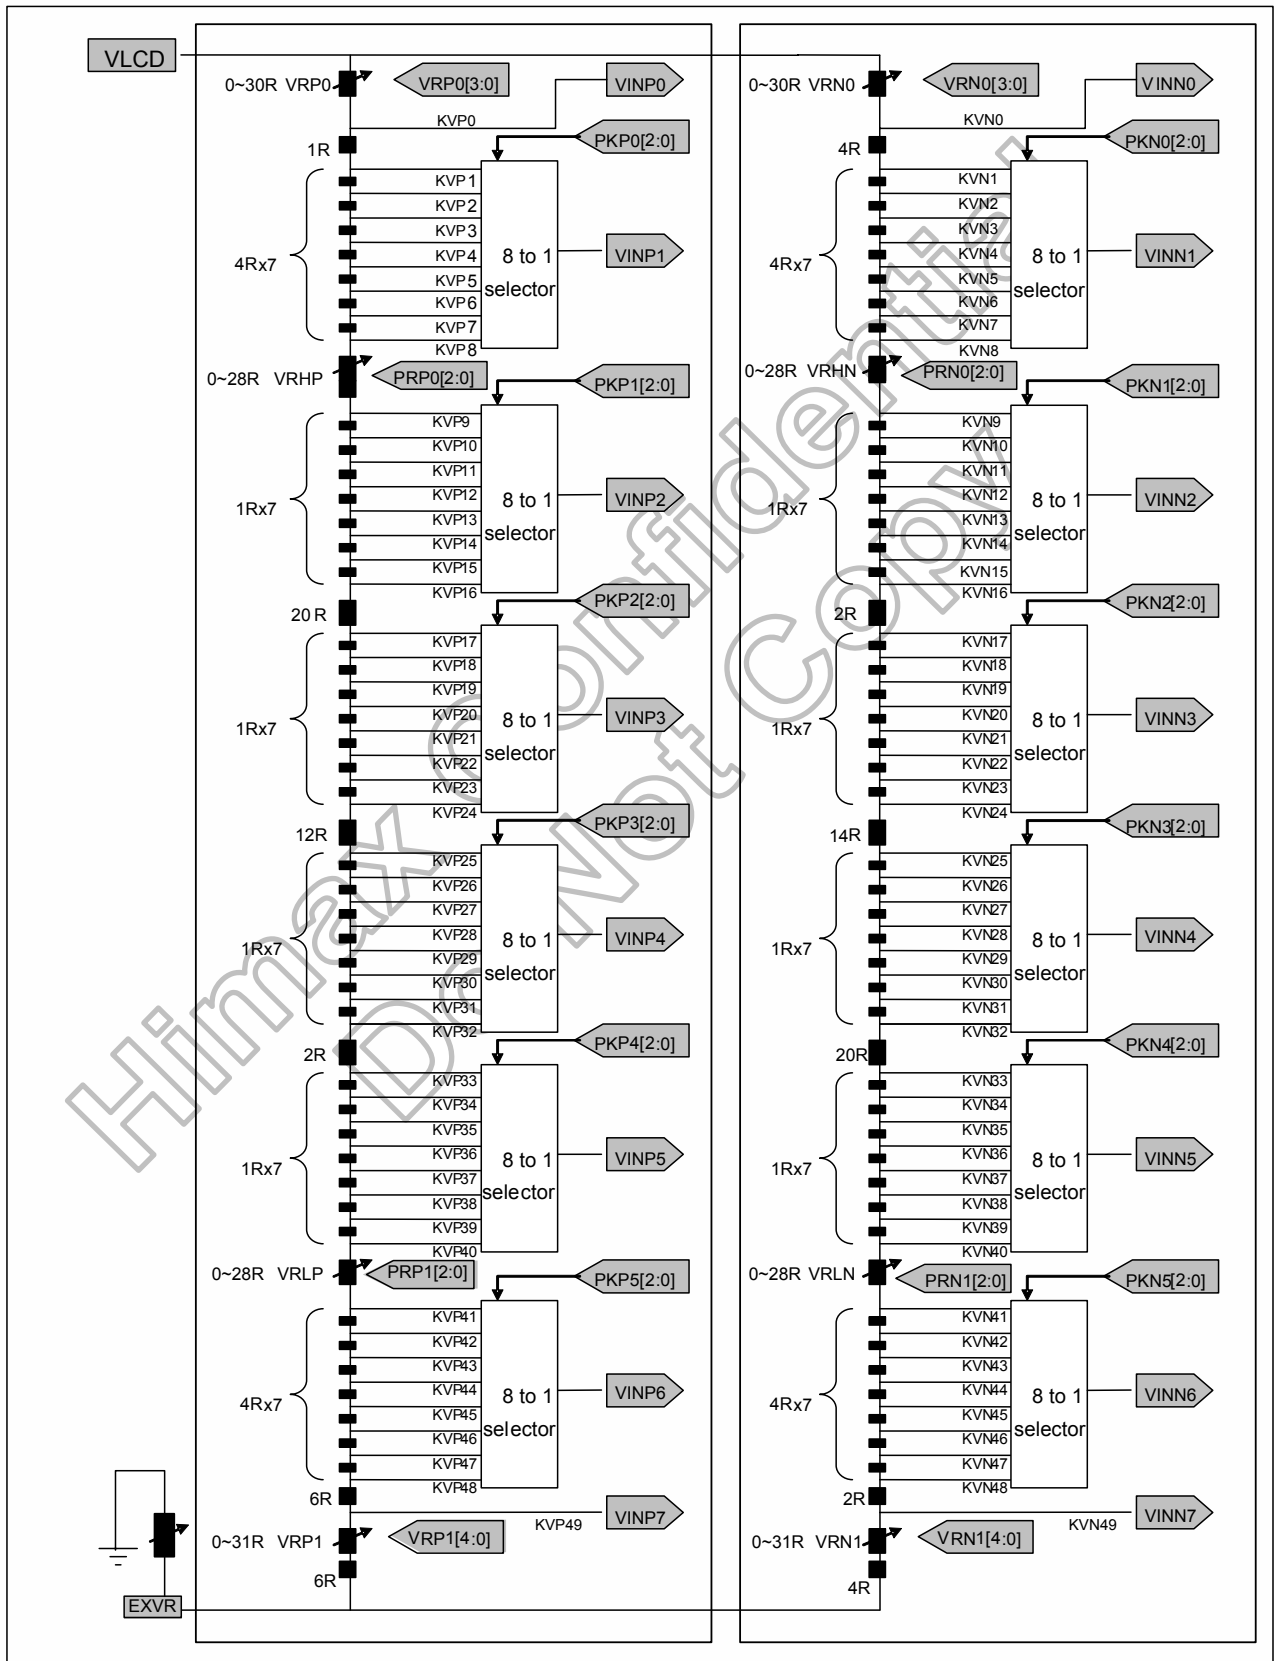 VLCD
0~30R VRP0
VRP0[3:0]
VINP0
KVP0
PKP0[2:0]
1R
KVP1
KVP2
KVP3
KVP4
KVP5
KVP6
KVP7
KVP8
4Rx7
8 to 1
selector
VINP1
0~28R VRHP
PRP0[2:0]
PKP1[2:0]
KVP9
KVP10
KVP11
KVP12
KVP13
KVP14
KVP15
KVP16
1Rx7
8 to 1
selector
VINP2
20R
PKP2[2:0]
KVP17
KVP18
KVP19
KVP20
KVP21
KVP22
KVP23
KVP24
1Rx7
8 to 1
selector
VINP3
12R
PKP3[2:0]
KVP25
KVP26
KVP27
KVP28
KVP29
KVP30
KVP31
KVP32
1Rx7
8 to 1
selector
VINP4
2R
PKP4[2:0]
KVP33
KVP34
KVP35
KVP36
KVP37
KVP38
KVP39
KVP40
1Rx7
8 to 1
selector
VINP5
0~28R VRLP
PRP1[2:0]
PKP5[2:0]
KVP41
KVP42
KVP43
KVP44
KVP45
KVP46
KVP47
KVP48
4Rx7
8 to 1
selector
VINP6
6R
KVP49
VINP7
0~31R VRP1
VRP1[4:0]
6R
EXVR
0~30R VRN0
VRN0[3:0]
VINN0
KVN0
PKN0[2:0]
4R
KVN1
KVN2
KVN3
KVN4
KVN5
KVN6
KVN7
KVN8
4Rx7
8 to 1
selector
VINN1
0~28R VRHN
PRN0[2:0]
PKN1[2:0]
KVN9
KVN10
KVN11
KVN12
KVN13
KVN14
KVN15
KVN16
1Rx7
8 to 1
selector
VINN2
2R
PKN2[2:0]
KVN17
KVN18
KVN19
KVN20
KVN21
KVN22
KVN23
KVN24
1Rx7
8 to 1
selector
VINN3
14R
PKN3[2:0]
KVN25
KVN26
KVN27
KVN28
KVN29
KVN30
KVN31
KVN32
1Rx7
8 to 1
selector
VINN4
20R
PKN4[2:0]
KVN33
KVN34
KVN35
KVN36
KVN37
KVN38
KVN39
KVN40
1Rx7
8 to 1
selector
VINN5
0~28R VRLN
PRN1[2:0]
PKN5[2:0]
KVN41
KVN42
KVN43
KVN44
KVN45
KVN46
KVN47
KVN48
4Rx7
8 to 1
selector
VINN6
2R
KVN49
VINN7
0~31R VRN1
VRN1[4:0]
4R
Himax Confidential
Do Not Copy